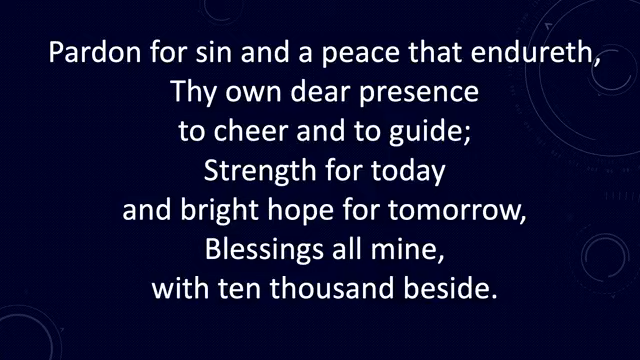 Pardon for sin and a peace that endureth,
Thy own dear presence
to cheer and to guide;
Strength for today
and bright hope for tomorrow,
Blessings all mine,
with ten thousand beside.